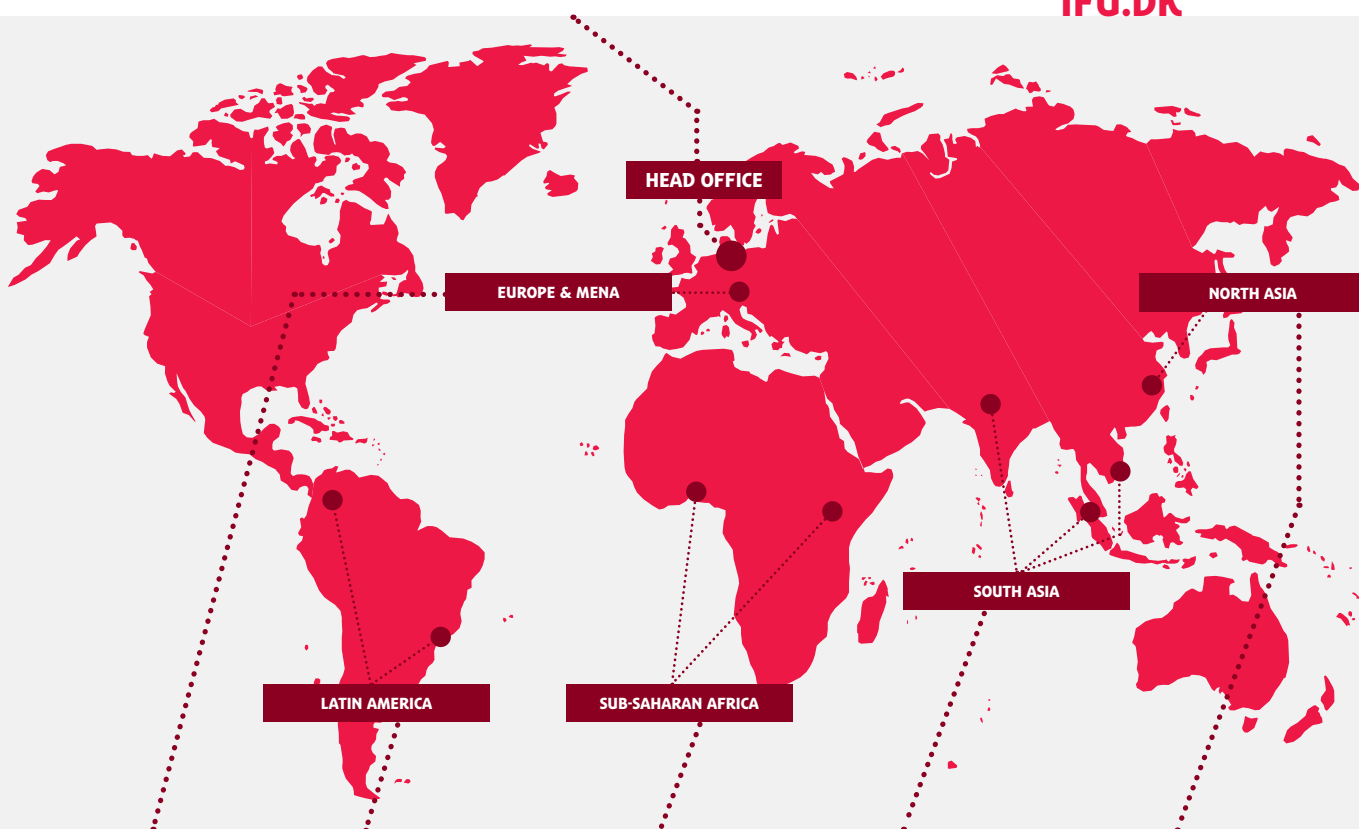 IFU.DK
HEAD OFFICE
EUROPE & MENA
NORTH ASIA
SOUTH ASIA
LATIN AMERICA
SUB-SAHARAN AFRICA